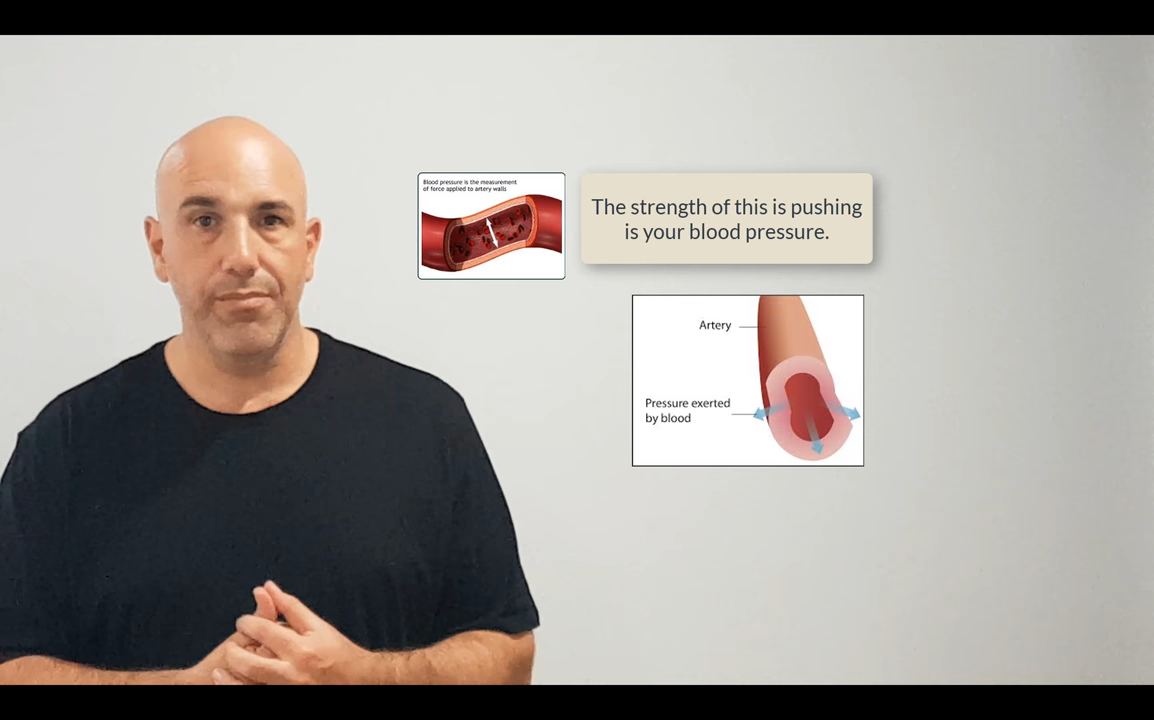 Blood pressure is the measurement
of force applied to artery walls
The strength of this is pushing
is your blood pressure.
Artery
Pressure exerted
by blood